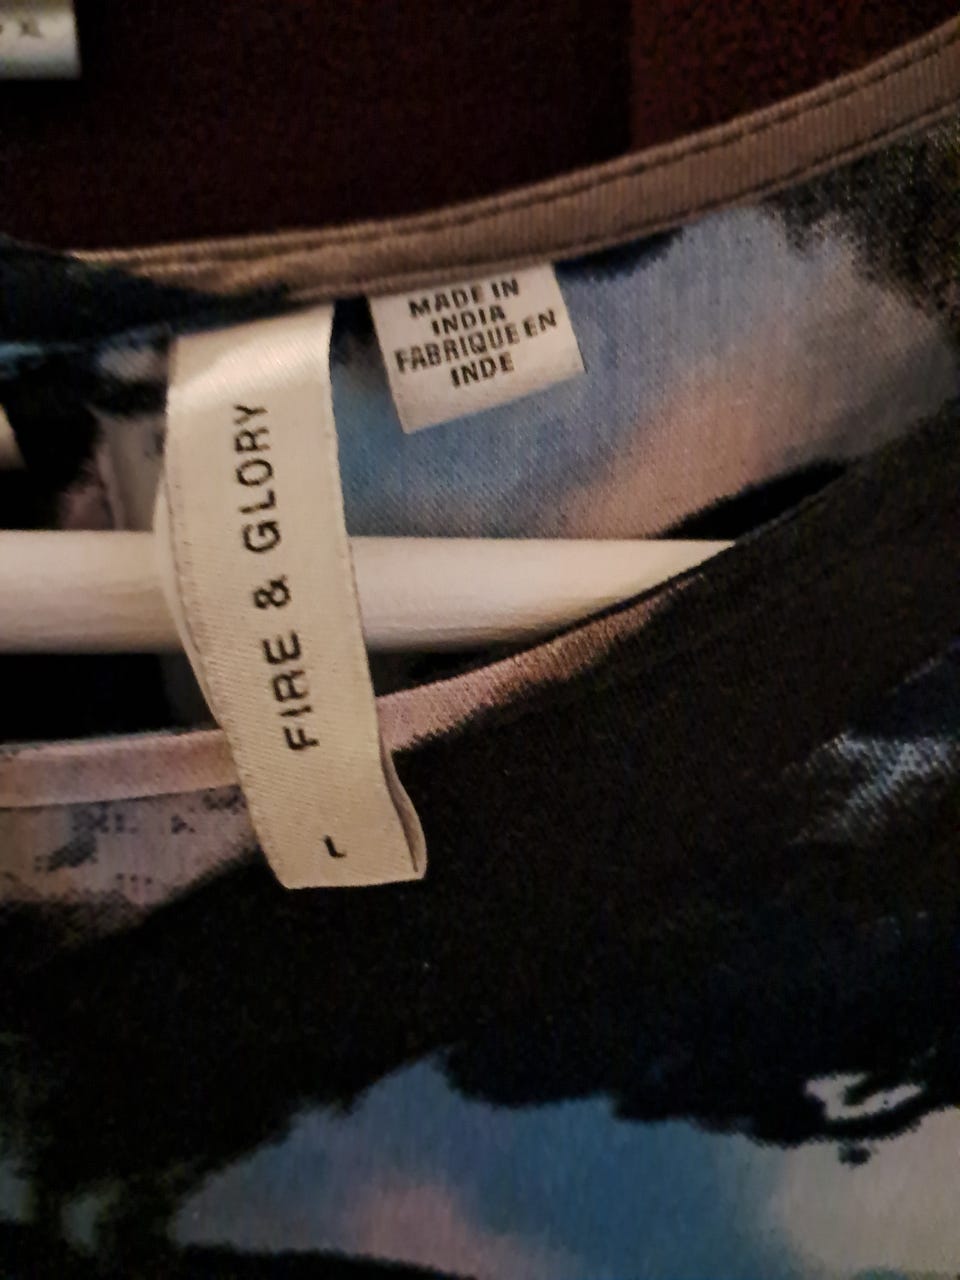 MADE IN
INDIA
FABRIQUE EN
INDE
FIRE & GLORY
L